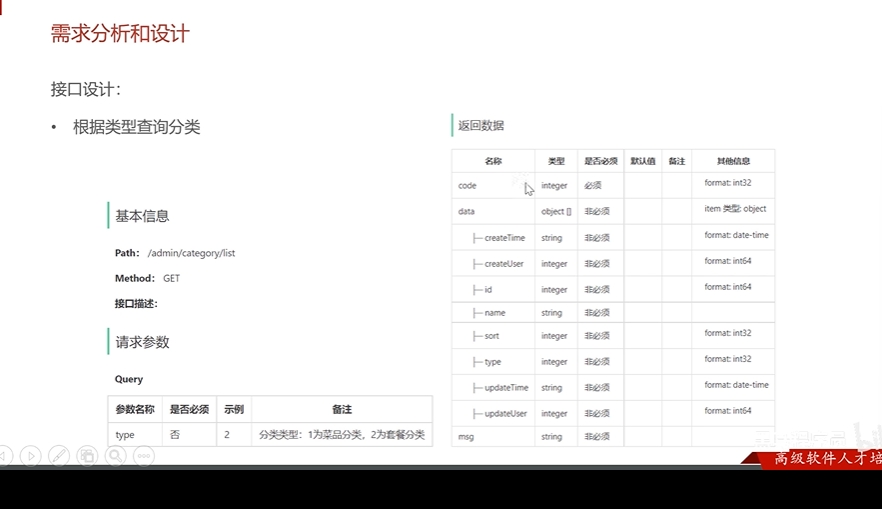 需求分析和设计
接口设计：
• 根据类型查询分类
基本信息
Path： /admin/category/list
Method： GET
接口描述：
请求参数
Query
参数名称 是否必须 示例 备注
type 否 2 分类类型：1为菜品分类，2为套餐分类
返回数据
名称 类型 是否必须 默认值 备注 其他信息
code integer 必须 format: int32
data object [] 非必须 item 类型: object
├─ createTime string 非必须 format: date-time
├─ createUser integer 非必须 format: int64
├─ id integer 非必须 format: int64
├─ name string 非必须
├─ sort integer 非必须 format: int32
├─ type integer 非必须 format: int32
├─ updateTime string 非必须 format: date-time
├─ updateUser integer 非必须 format: int64
msg string 非必须
高级软件人才培